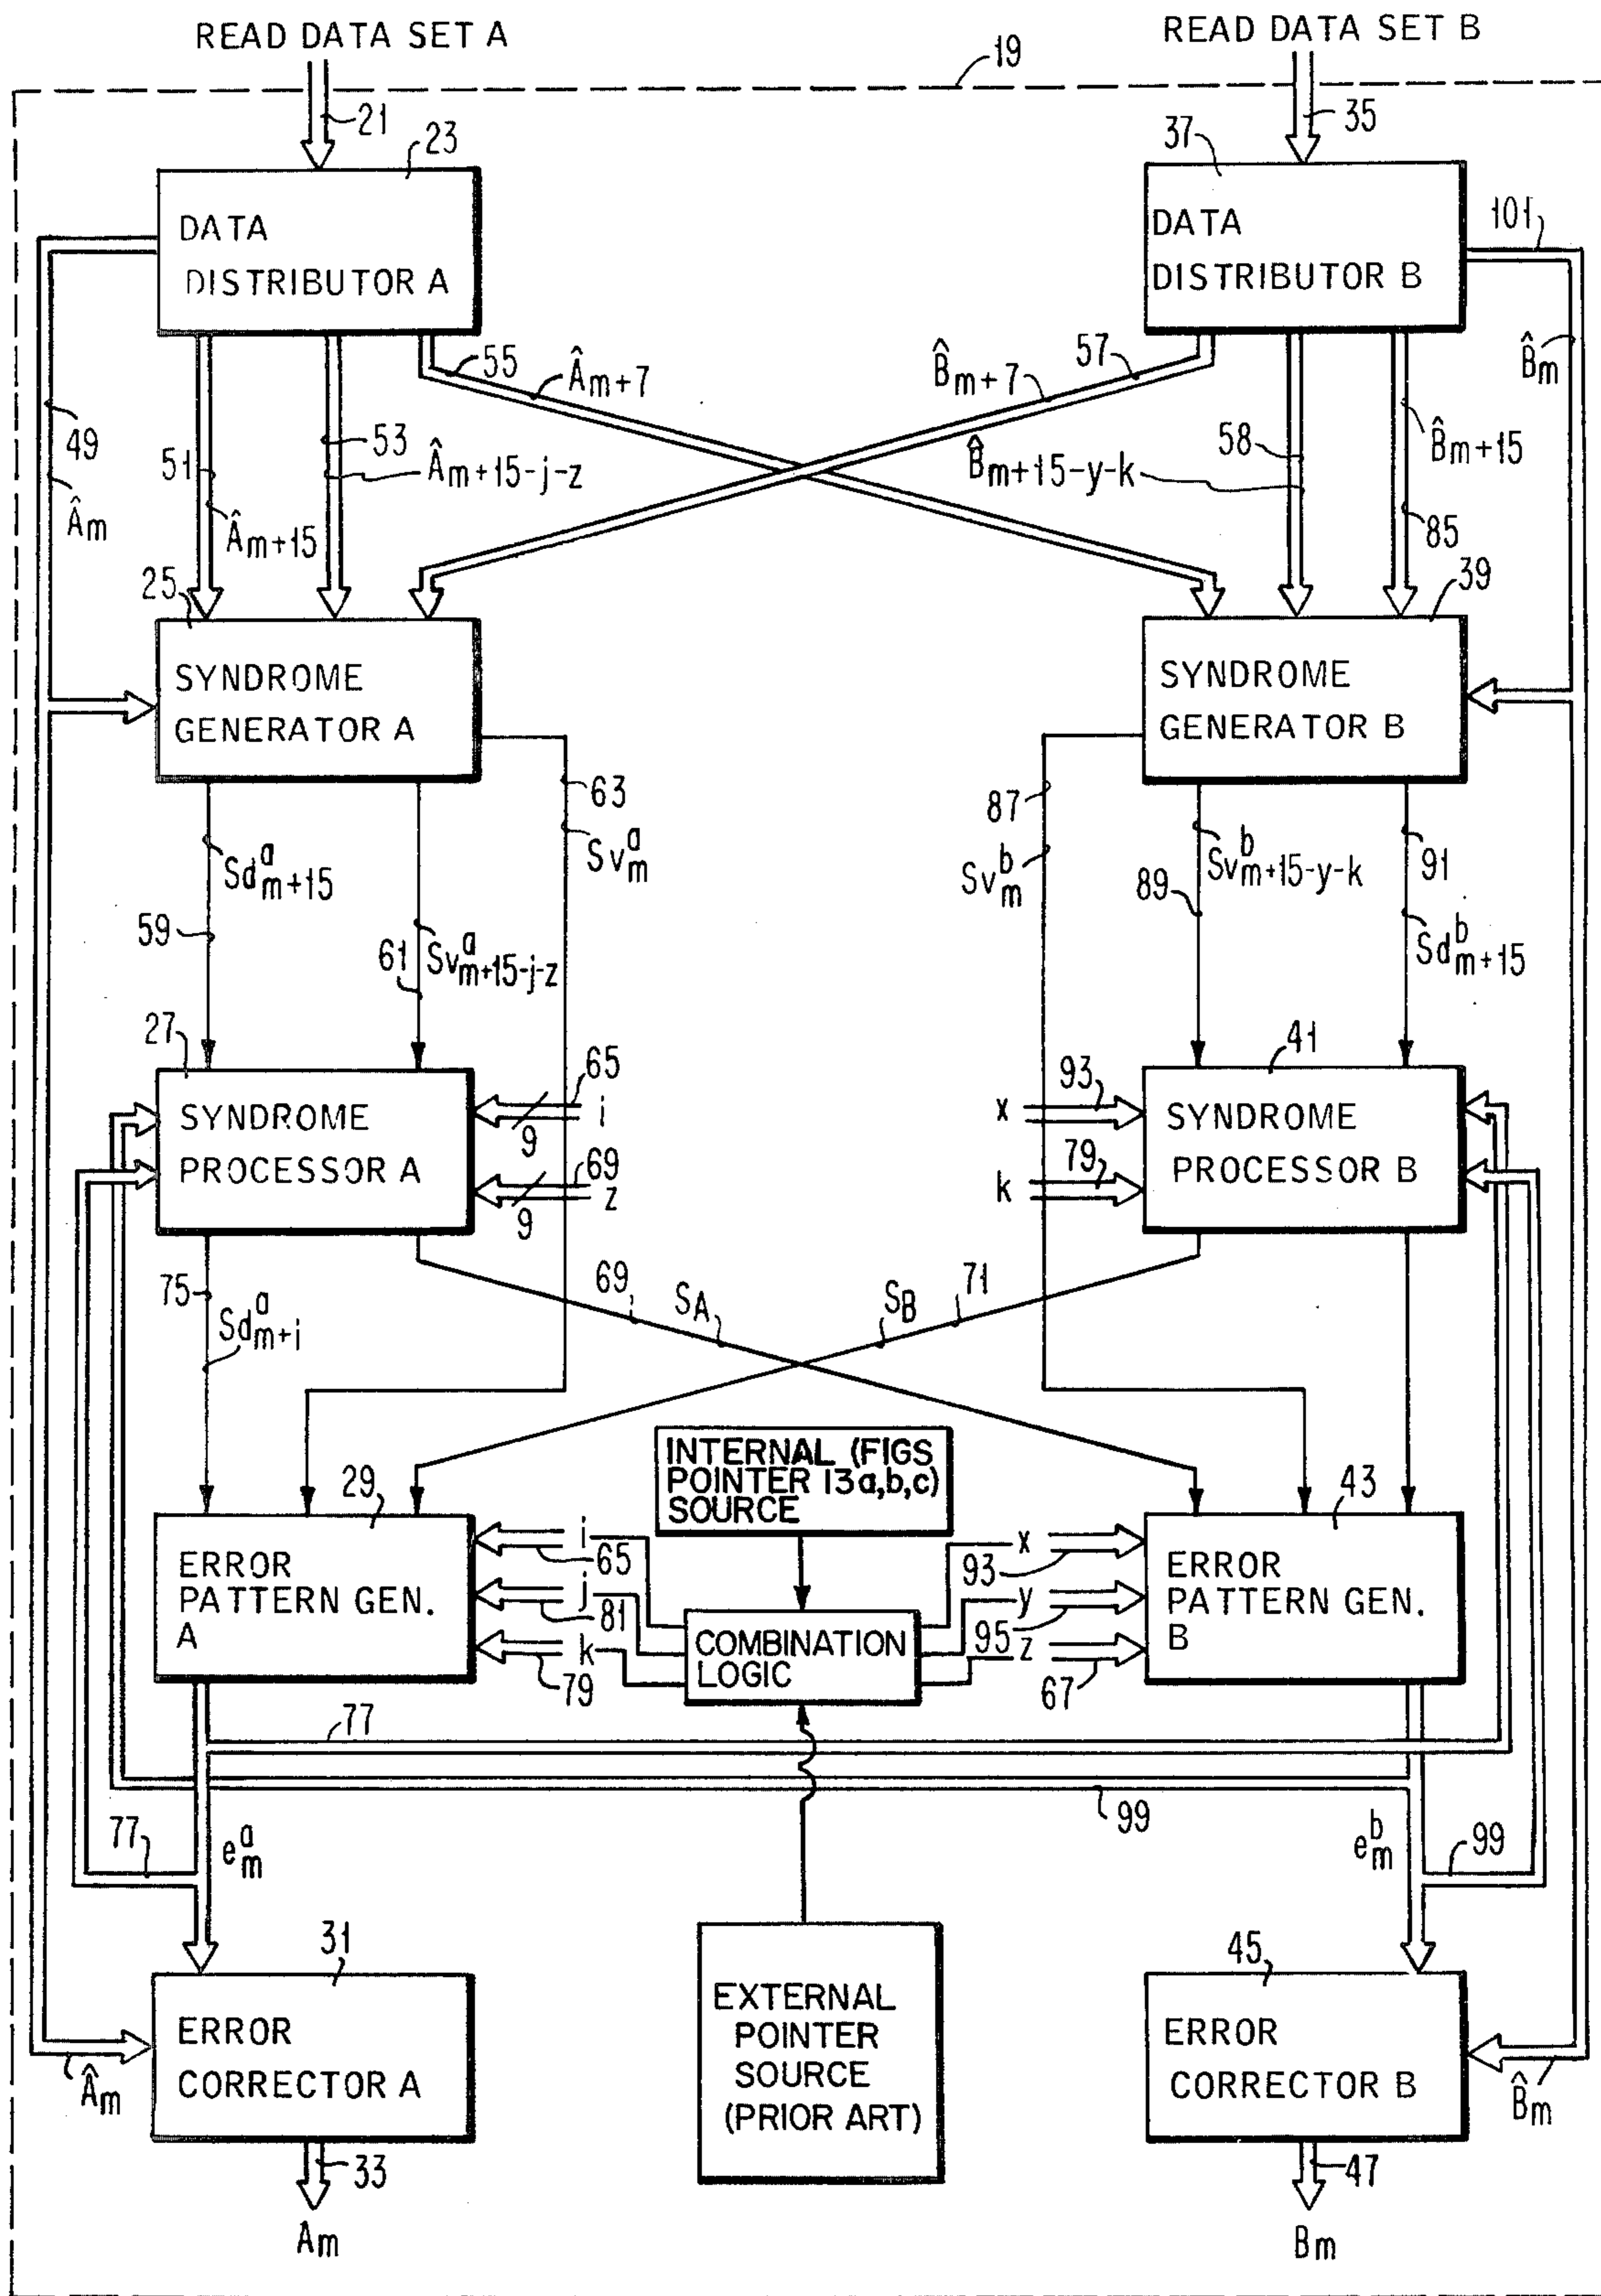 READ DATA SET A
READ DATA SET B
19
21
35
23
37
DATA
DISTRIBUTOR A
DATA
DISTRIBUTOR B
101
55
Âm+7
B̂m+7
57
B̂m
49
Âm
51
53
Âm+15-j-z
B̂m+15-y-k
58
B̂m+15
Âm+15
85
25
39
SYNDROME
GENERATOR A
SYNDROME
GENERATOR B
63
87
Sd^a m+15
Sv^a m
Sv^b m
Sv^b m+15-y-k
91
59
89
61
Sv^a m+15-j-z
Sd^b m+15
27
41
SYNDROME
PROCESSOR A
65
i
9
69
z
9
93
x
79
k
SYNDROME
PROCESSOR B
75
69
SA
SB
71
Sd^a m+i
INTERNAL (FIGS
POINTER 13a,b,c)
SOURCE
29
43
ERROR
PATTERN GEN.
A
i
65
j
81
k
79
COMBINATION
LOGIC
x
93
y
95
z
67
ERROR
PATTERN GEN.
B
77
99
77
e^a m
e^b m
99
31
45
ERROR
CORRECTOR A
EXTERNAL
POINTER
SOURCE
(PRIOR ART)
ERROR
CORRECTOR B
Âm
B̂m
33
47
Am
Bm